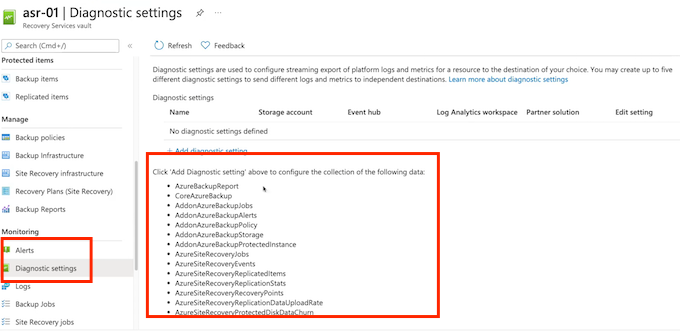 asr-01 | Diagnostic settings
Recovery Services vault
Search (Cmd+/)
Protected items
Backup items
Replicated items
Manage
Backup policies
Backup Infrastructure
Site Recovery infrastructure
Recovery Plans (Site Recovery)
Backup Reports
Monitoring
Alerts
Diagnostic settings
Logs
Backup Jobs
Site Recovery jobs
Refresh Feedback
Diagnostic settings are used to configure streaming export of platform logs and metrics for a resource to the destination of your choice. You may create up to five
different diagnostic settings to send different logs and metrics to independent destinations. Learn more about diagnostic settings
Diagnostic settings
Name Storage account Event hub Log Analytics workspace Partner solution Edit setting
No diagnostic settings defined
+ Add diagnostic setting
Click 'Add Diagnostic setting' above to configure the collection of the following data:
• AzureBackupReport
• CoreAzureBackup
• AddonAzureBackupJobs
• AddonAzureBackupAlerts
• AddonAzureBackupPolicy
• AddonAzureBackupStorage
• AddonAzureBackupProtectedInstance
• AzureSiteRecoveryJobs
• AzureSiteRecoveryEvents
• AzureSiteRecoveryReplicatedItems
• AzureSiteRecoveryReplicationStats
• AzureSiteRecoveryRecoveryPoints
• AzureSiteRecoveryReplicationDataUploadRate
• AzureSiteRecoveryProtectedDiskDataChurn